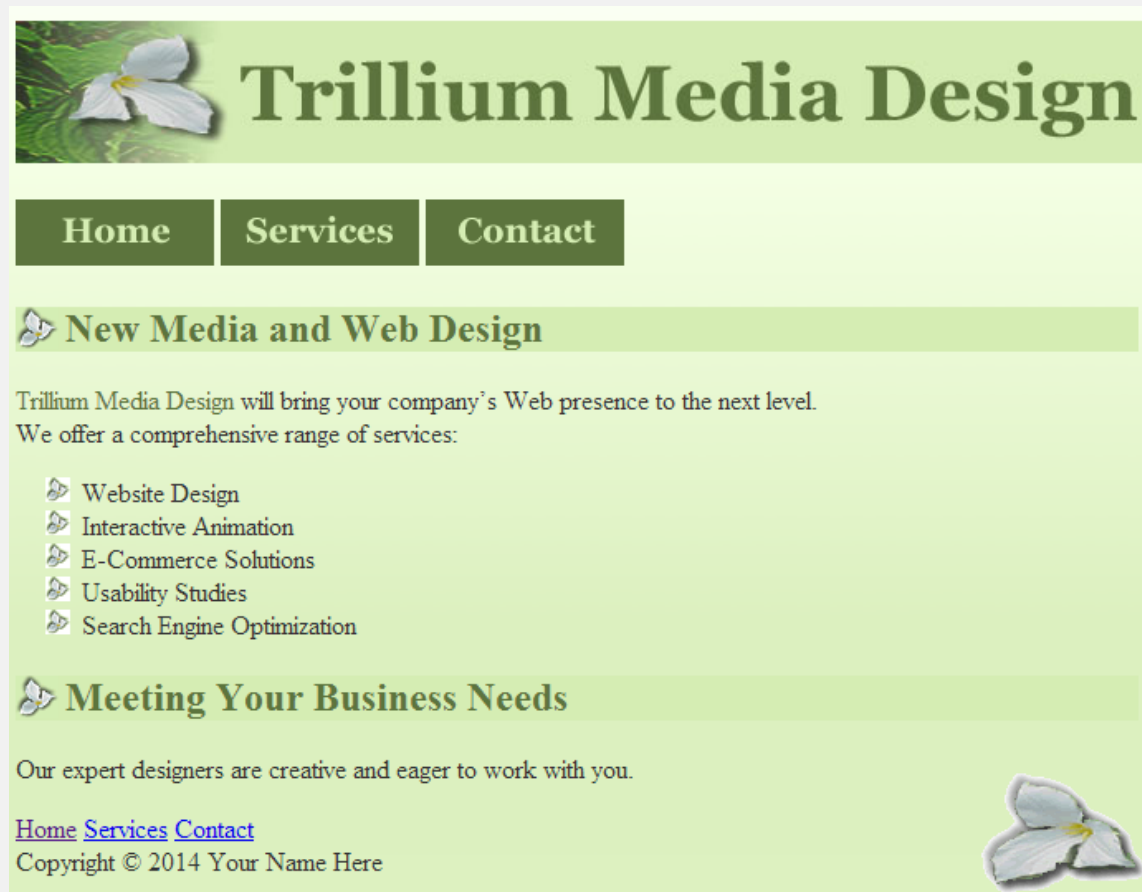 Trillium Media Design
Home Services Contact
New Media and Web Design
Trillium Media Design will bring your company’s Web presence to the next level.
We offer a comprehensive range of services:
Website Design
Interactive Animation
E-Commerce Solutions
Usability Studies
Search Engine Optimization
Meeting Your Business Needs
Our expert designers are creative and eager to work with you.
Home Services Contact
Copyright © 2014 Your Name Here